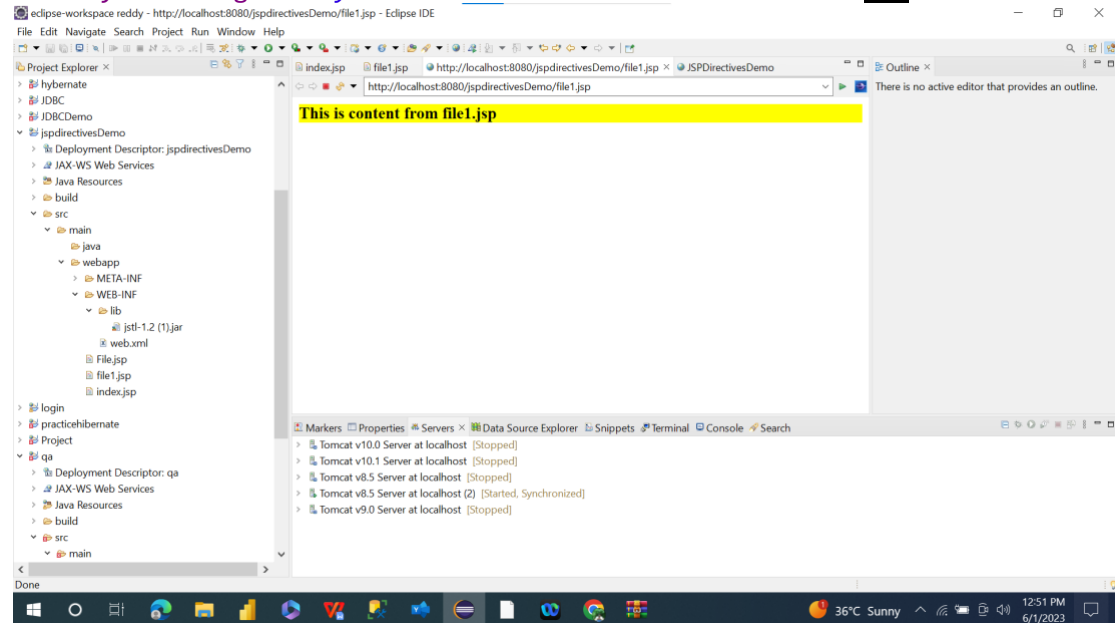 eclipse-workspace reddy - http://localhost:8080/jspdirectivesDemo/file1.jsp - Eclipse IDE
File Edit Navigate Search Project Run Window Help
Project Explorer ×
hybernate
JDBC
JDBCDemo
jspdirectivesDemo
Deployment Descriptor: jspdirectivesDemo
JAX-WS Web Services
Java Resources
build
src
main
java
webapp
META-INF
WEB-INF
lib
jstl-1.2 (1).jar
web.xml
File.jsp
file1.jsp
index.jsp
login
practicehibernate
Project
qa
Deployment Descriptor: qa
JAX-WS Web Services
Java Resources
build
src
main
index.jsp file1.jsp http://localhost:8080/jspdirectivesDemo/file1.jsp × JSPDirectivesDemo
http://localhost:8080/jspdirectivesDemo/file1.jsp
This is content from file1.jsp
Outline ×
There is no active editor that provides an outline.
Markers Properties Servers × Data Source Explorer Snippets Terminal Console Search
Tomcat v10.0 Server at localhost [Stopped]
Tomcat v10.1 Server at localhost [Stopped]
Tomcat v8.5 Server at localhost [Stopped]
Tomcat v8.5 Server at localhost (2) [Started, Synchronized]
Tomcat v9.0 Server at localhost [Stopped]
Done
36°C Sunny
12:51 PM
6/1/2023